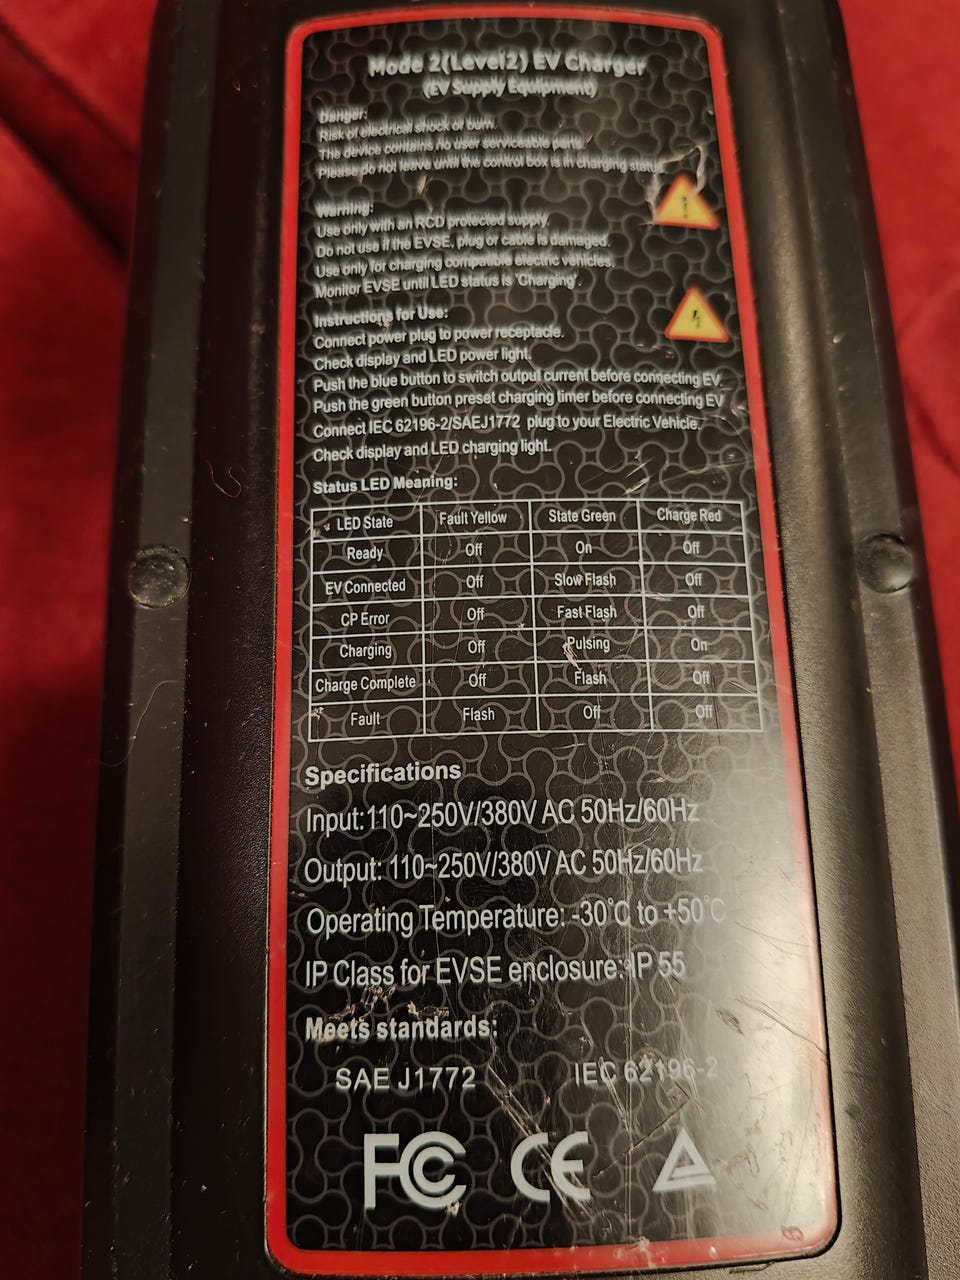 Mode 2(Level2) EV Charger
(EV Supply Equipment)
Danger:
Risk of electrical shock or burn.
The device contains no user serviceable parts.
Please do not leave until the control box is in charging status
Warning:
Use only with an RCD protected supply.
Do not use if the EVSE, plug or cable is damaged.
Use only for charging compatible electric vehicles,
Monitor EVSE until LED status is 'Charging'.
Instructions for Use:
Connect power plug to power receptacle.
Check display and LED power light.
Push the blue button to switch output current before connecting EV.
Push the green button preset charging timer before connecting EV
Connect IEC 62196-2/SAEJ1772 plug to your Electric Vehicle.
Check display and LED charging light.
Status LED Meaning:
LED State Fault Yellow State Green Charge Red
Ready Off On Off
EV Connected Off Slow Flash Off
CP Error Off Fast Flash Off
Charging Off Pulsing On
Charge Complete Off Flash Off
Fault Flash Off Off
Specifications
Input:110~250V/380V AC 50Hz/60Hz
Output: 110~250V/380V AC 50Hz/60Hz
Operating Temperature: -30°C to +50°C
IP Class for EVSE enclosure: IP 55
Meets standards:
SAE J1772 IEC 62196-2
FC CE